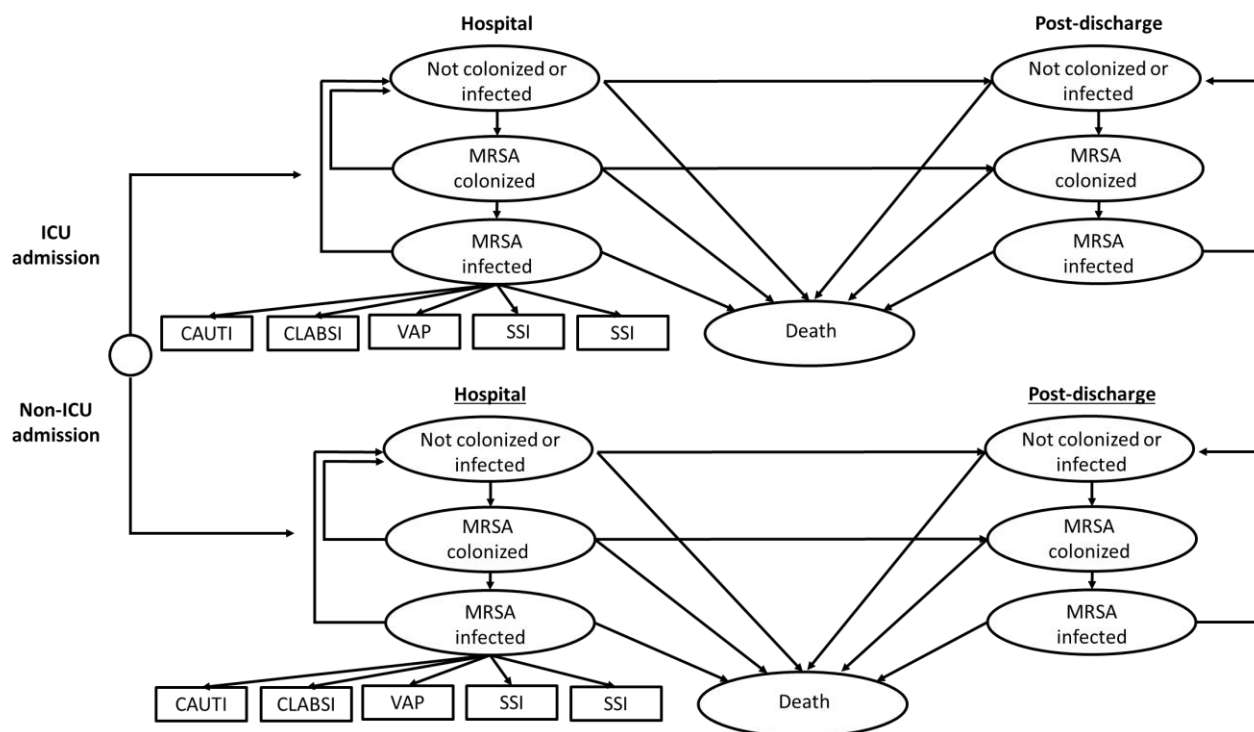 Hospital
Post-discharge
Not colonized or
infected
Not colonized or
infected
MRSA
colonized
MRSA
colonized
ICU
admission
MRSA
infected
MRSA
infected
CAUTI
CLABSI
VAP
SSI
SSI
Death
Non-ICU
admission
Hospital
Post-discharge
Not colonized or
infected
Not colonized or
infected
MRSA
colonized
MRSA
colonized
MRSA
infected
MRSA
infected
CAUTI
CLABSI
VAP
SSI
SSI
Death